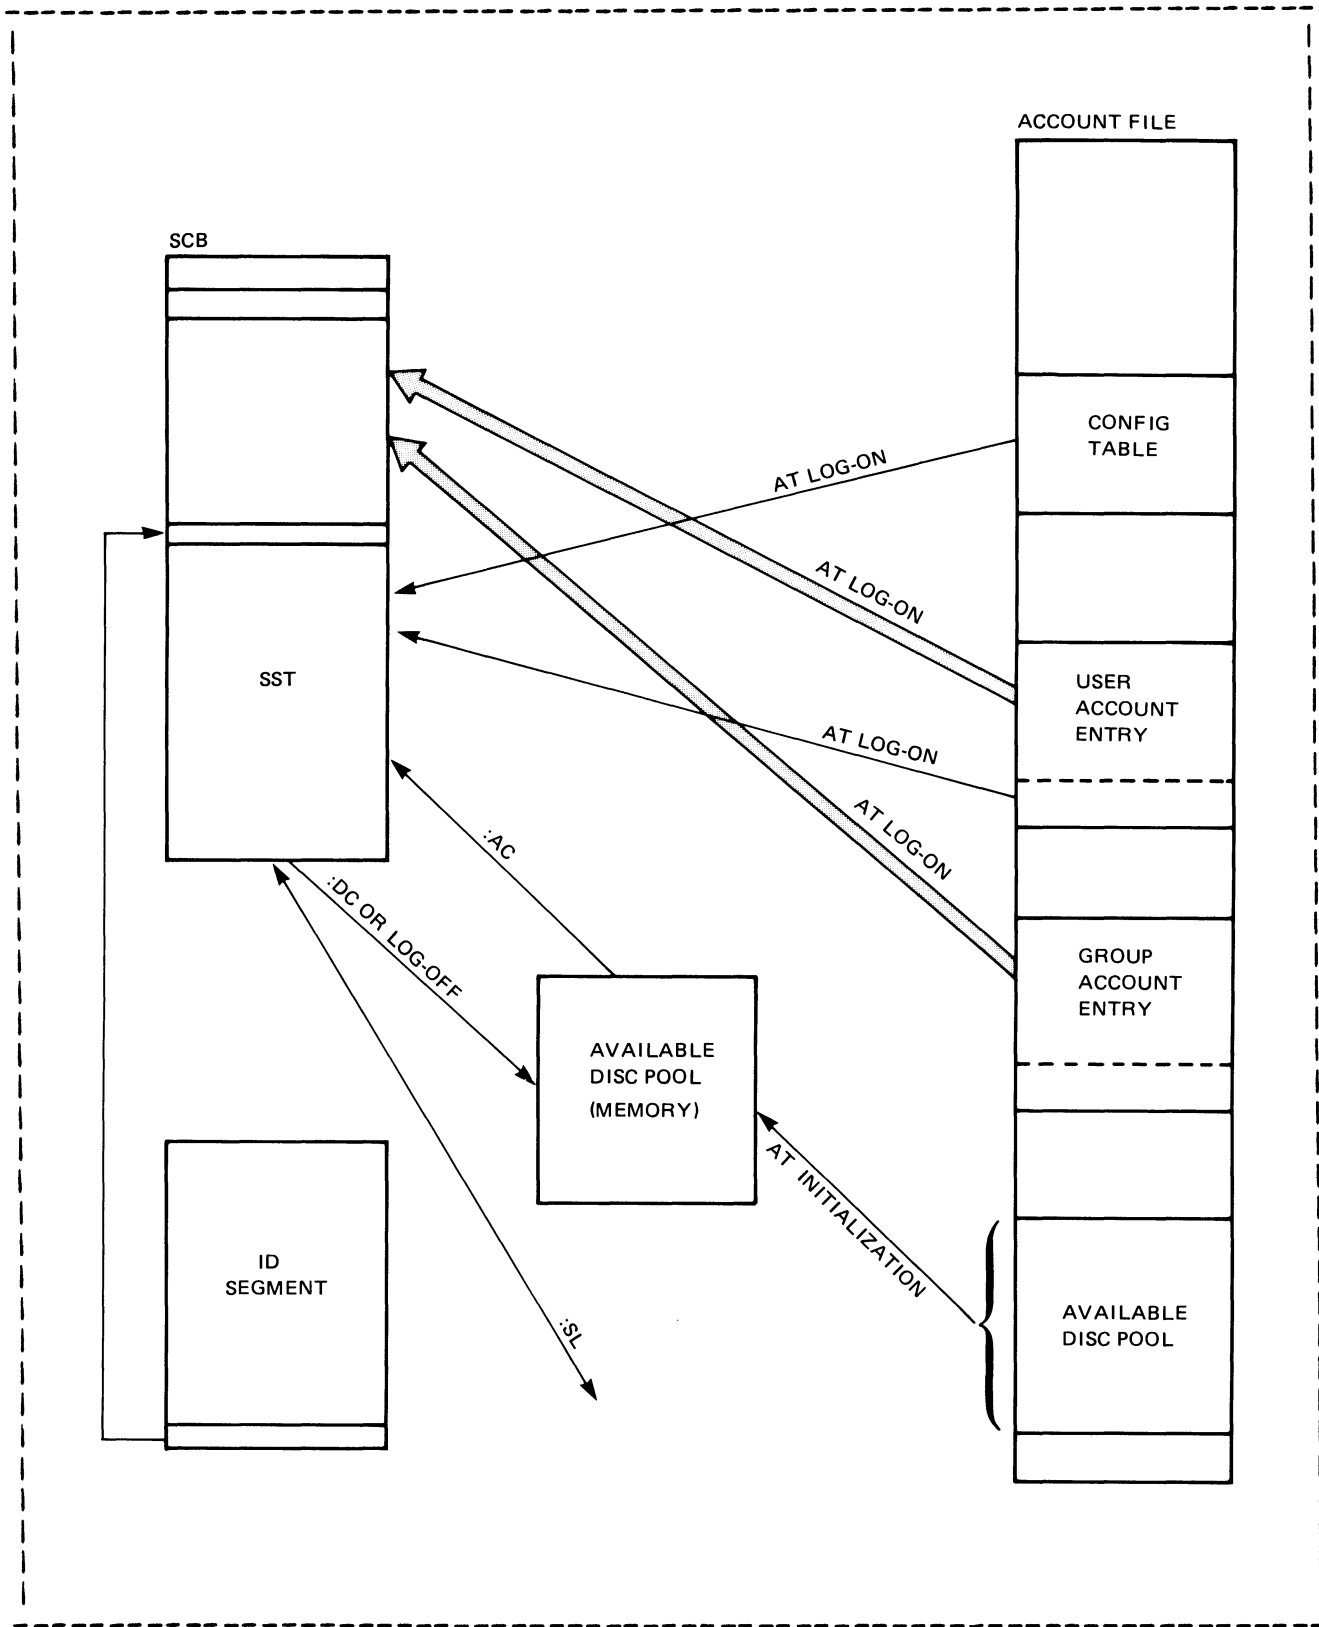 ACCOUNT FILE
SCB
CONFIG
TABLE
AT LOG-ON
AT LOG-ON
SST
USER
ACCOUNT
ENTRY
AT LOG-ON
AT LOG-ON
:AC
:DC OR LOG-OFF
GROUP
ACCOUNT
ENTRY
AVAILABLE
DISC POOL
(MEMORY)
AT INITIALIZATION
ID
SEGMENT
:SL
AVAILABLE
DISC POOL